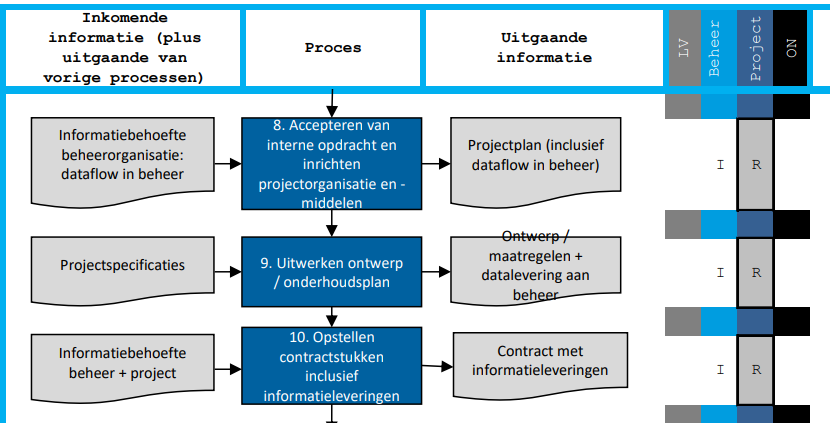 Inkomende
informatie (plus
uitgaande van
vorige processen)
Proces
Uitgaande
informatie
LV
Beheer
Project
ON
Informatiebehoefte
beheerorganisatie:
dataflow in beheer
8. Accepteren van
interne opdracht en
inrichten
projectorganisatie en -
middelen
Projectplan (inclusief
dataflow in beheer)
I
R
Projectspecificaties
9. Uitwerken ontwerp
/ onderhoudsplan
Ontwerp /
maatregelen +
datalevering aan
beheer
I
R
Informatiebehoefte
beheer + project
10. Opstellen
contractstukken
inclusief
informatieleveringen
Contract met
informatieleveringen
I
R